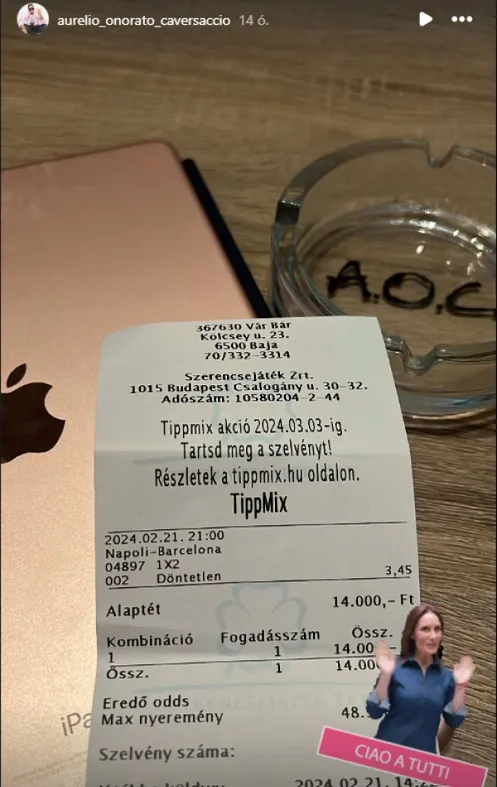 aurelio_onorato_caversaccio 14 ó.
A.O.C
367630 Vár Bár
Kölcsey u. 23.
6500 Baja
70/332-3314
Szerencsejáték Zrt.
1015 Budapest Csalogány u. 30-32.
Adószám: 10580204-2-44
Tippmix akció 2024.03.03-ig.
Tartsd meg a szelvényt!
Részletek a tippmix.hu oldalon.
TippMix
2024.02.21. 21:00
Napoli-Barcelona
04897 1X2
002 Döntetlen 3,45
Alaptét 14.000,- Ft
Kombináció Fogadásszám Össz.
1 1 14.00
Össz. 1 14.00
Eredő odds
Max nyeremény 48.
iPa
Szelvény száma:
2024.02.21. 14:2
CIAO A TUTTI